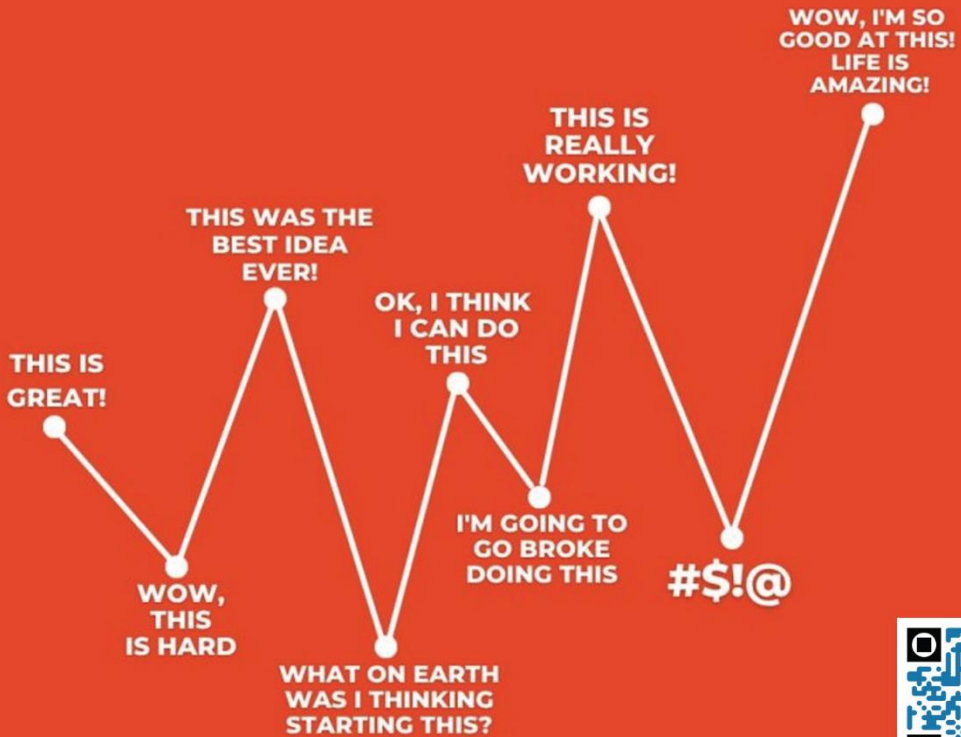 THIS IS
GREAT!
WOW,
THIS
IS HARD
THIS WAS THE
BEST IDEA
EVER!
WHAT ON EARTH
WAS I THINKING
STARTING THIS?
OK, I THINK
I CAN DO
THIS
I'M GOING TO
GO BROKE
DOING THIS
THIS IS
REALLY
WORKING!
#$!@
WOW, I'M SO
GOOD AT THIS!
LIFE IS
AMAZING!